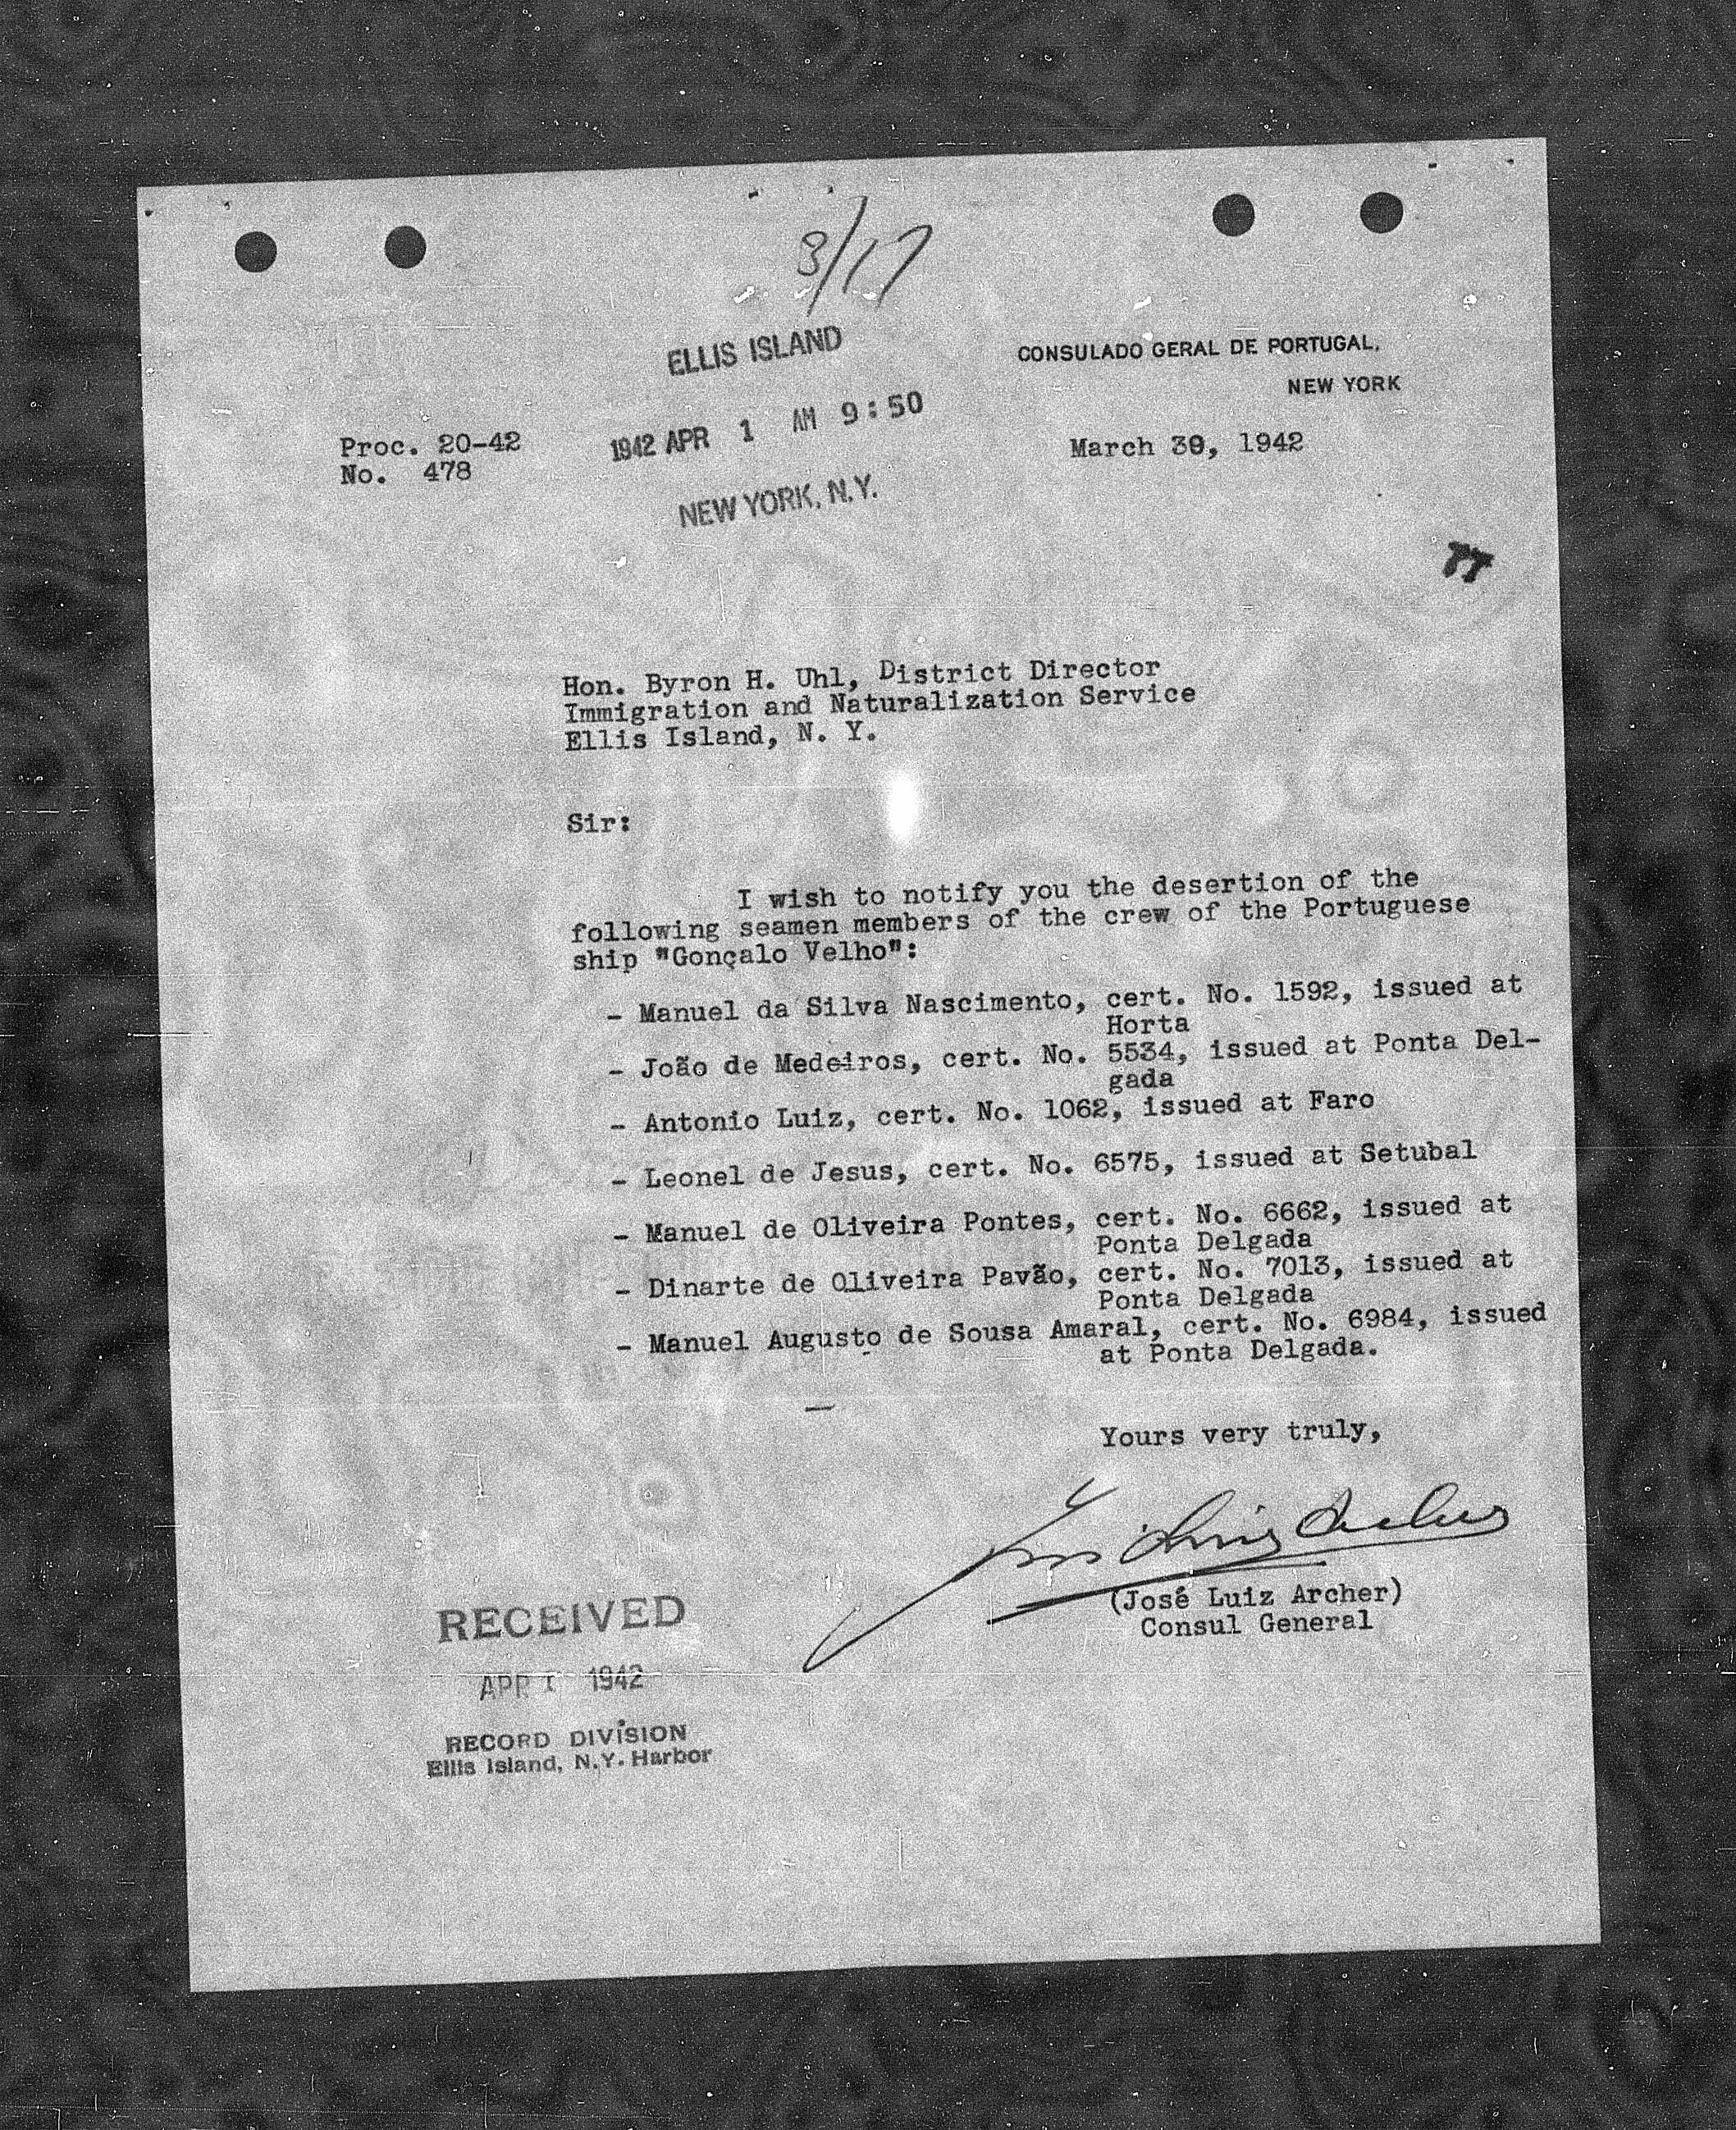 3/17
ELLIS ISLAND
CONSULADO GERAL DE PORTUGAL,
NEW YORK
1942 APR 1 AM 9:50
Proc. 20-42
No. 478
March 30, 1942
NEW YORK, N.Y.
Hon. Byron H. Uhl, District Director
Immigration and Naturalization Service
Ellis Island, N. Y.
Sir:
I wish to notify you the desertion of the
following seamen members of the crew of the Portuguese
ship "Gonçalo Velho":
- Manuel da Silva Nascimento, cert. No. 1592, issued at
Horta
- João de Medeiros, cert. No. 5534, issued at Ponta Del-
gada
- Antonio Luiz, cert. No. 1062, issued at Faro
- Leonel de Jesus, cert. No. 6575, issued at Setubal
- Manuel de Oliveira Pontes, cert. No. 6662, issued at
Ponta Delgada
- Dinarte de Oliveira Pavão, cert. No. 7013, issued at
Ponta Delgada
- Manuel Augusto de Sousa Amaral, cert. No. 6984, issued
at Ponta Delgada.
Yours very truly,
José Luiz Archer
(José Luiz Archer)
Consul General
RECEIVED
APR 1 1942
RECORD DIVISION
Ellis Island, N.Y. Harbor